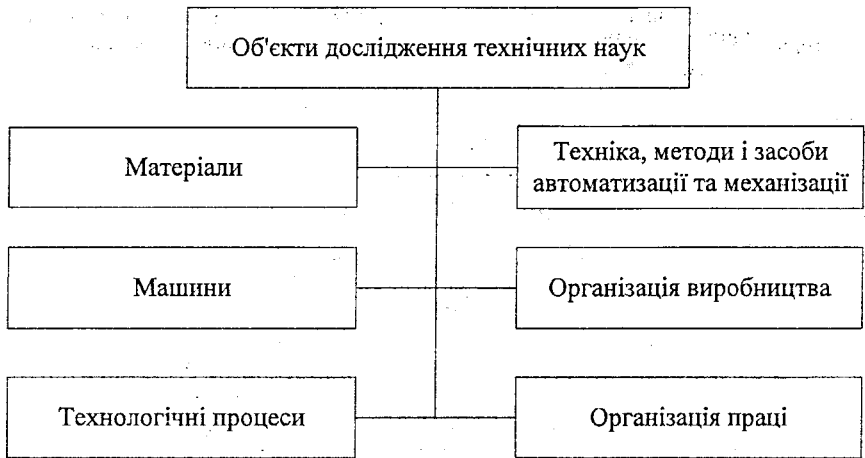 Об'єкти дослідження технічних наук
Матеріали
Техніка, методи і засоби
автоматизації та механізації
Машини
Організація виробництва
Технологічні процеси
Організація праці